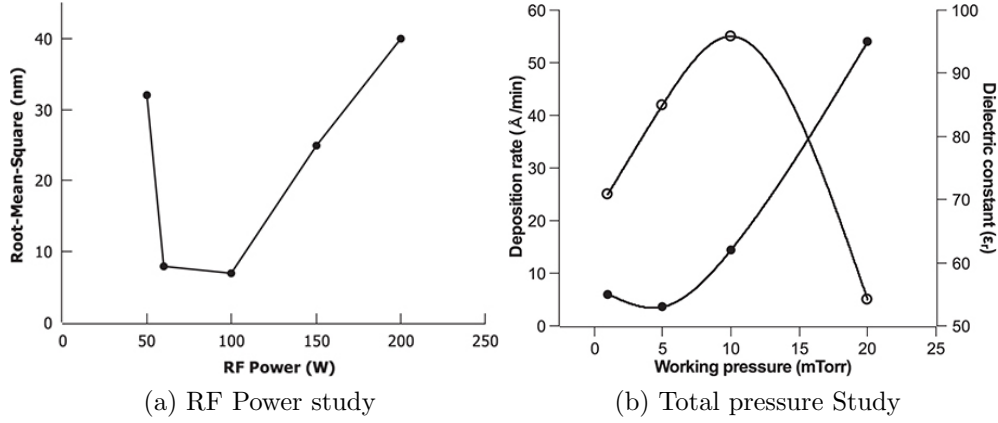 40
30
20
10
0
Root-Mean-Square (nm)
0 50 100 150 200 250
RF Power (W)
(a) RF Power study
60
50
40
30
20
10
0
Deposition rate (Å/min)
100
90
80
70
60
50
Dielectric constant (εr)
0 5 10 15 20 25
Working pressure (mTorr)
(b) Total pressure Study